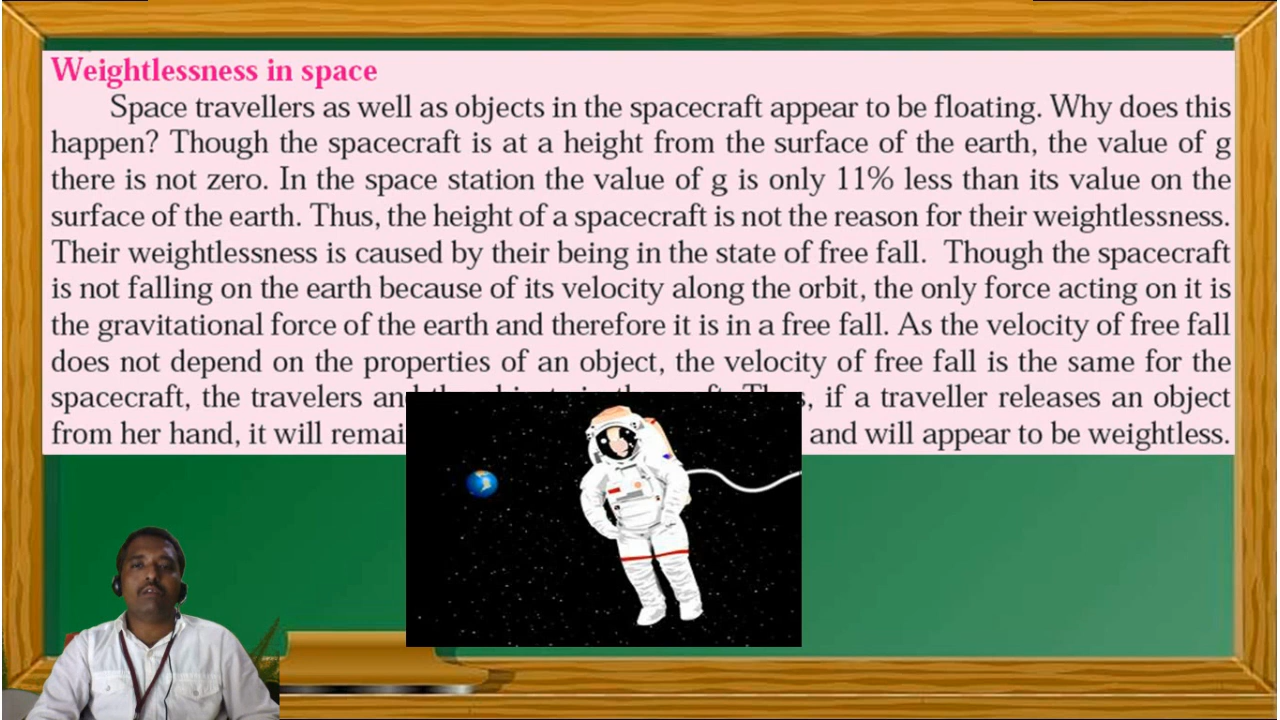 Weightlessness in space
Space travellers as well as objects in the spacecraft appear to be floating. Why does this
happen? Though the spacecraft is at a height from the surface of the earth, the value of g
there is not zero. In the space station the value of g is only 11% less than its value on the
surface of the earth. Thus, the height of a spacecraft is not the reason for their weightlessness.
Their weightlessness is caused by their being in the state of free fall. Though the spacecraft
is not falling on the earth because of its velocity along the orbit, the only force acting on it is
the gravitational force of the earth and therefore it is in a free fall. As the velocity of free fall
does not depend on the properties of an object, the velocity of free fall is the same for the
spacecraft, the travelers and if a traveller releases an object
from her hand, it will and will appear to be weightless.